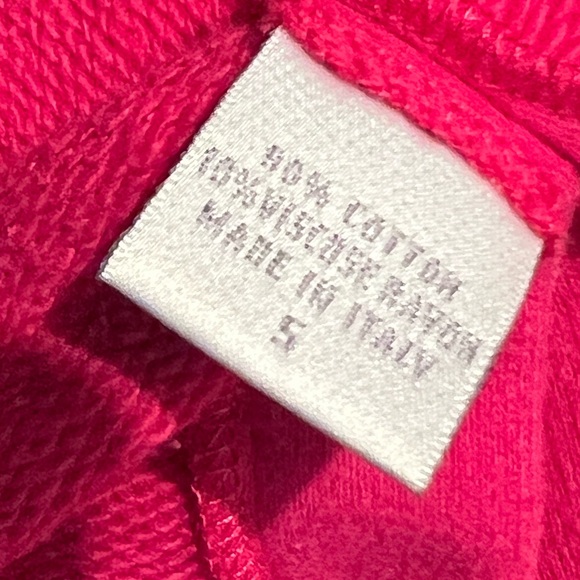 90% COTTON
10% VISCOSE RAYON
MADE IN ITALY
S